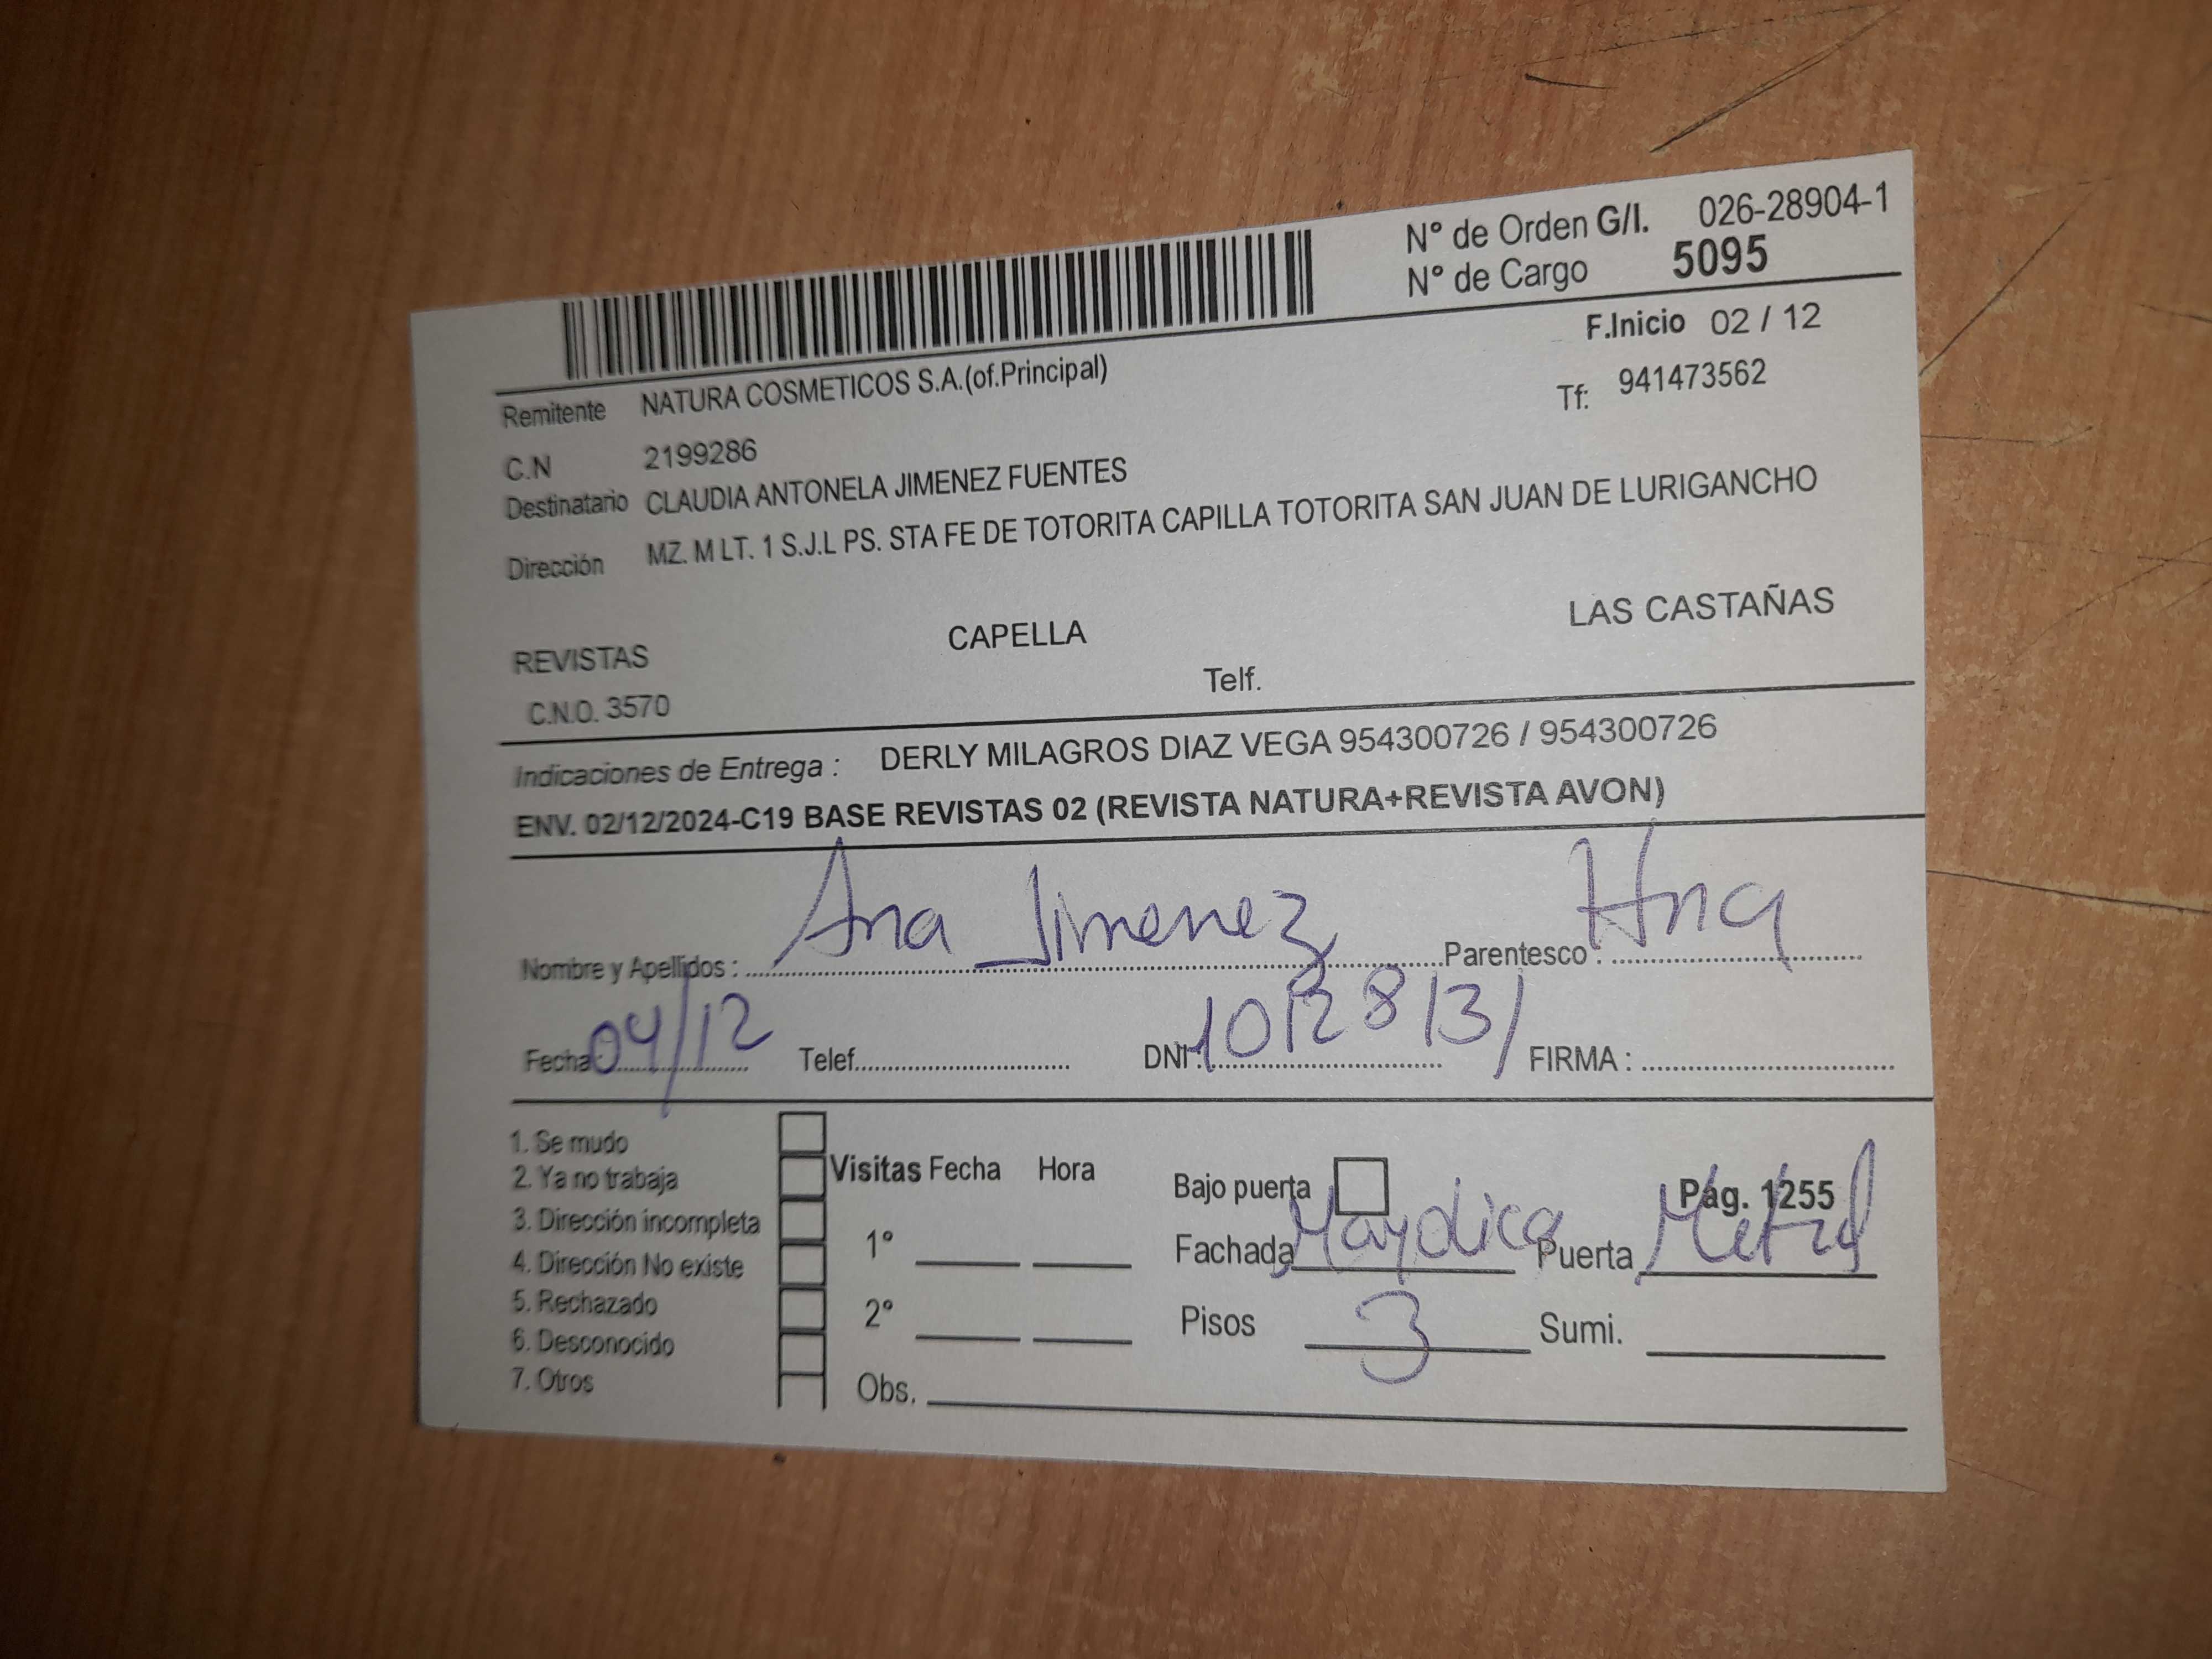 N° de Orden G/I. 026-28904-1
N° de Cargo 5095
F.Inicio 02 / 12
Remitente NATURA COSMETICOS S.A.(of.Principal)
Tf: 941473562
C.N 2199286
Destinatario CLAUDIA ANTONELA JIMENEZ FUENTES
Dirección MZ. M LT. 1 S.J.L PS. STA FE DE TOTORITA CAPILLA TOTORITA SAN JUAN DE LURIGANCHO
REVISTAS CAPELLA LAS CASTAÑAS
C.N.O. 3570 Telf.
Indicaciones de Entrega : DERLY MILAGROS DIAZ VEGA 954300726 / 954300726
ENV. 02/12/2024-C19 BASE REVISTAS 02 (REVISTA NATURA+REVISTA AVON)
Nombre y Apellidos : Ana Jimenez Parentesco : Hna
Fecha : 04/12 Telef. DNI : FIRMA :
1. Se mudo
2. Ya no trabaja
3. Dirección incompleta
4. Dirección No existe
5. Rechazado
6. Desconocido
7. Otros
Visitas Fecha Hora
1°
2°
Obs.
Bajo puerta Pág. 1255
Fachada Puerta Metal
Pisos 3 Sumi.